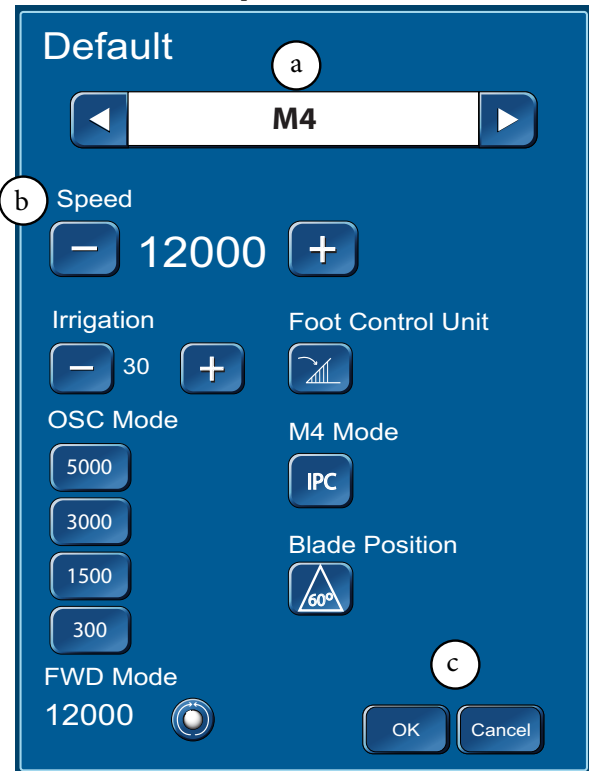 Default
a
M4
b
Speed
− 12000 +
Irrigation
Foot Control Unit
− 30 +
OSC Mode
M4 Mode
5000
IPC
3000
Blade Position
1500
60º
300
FWD Mode
c
12000
OK Cancel